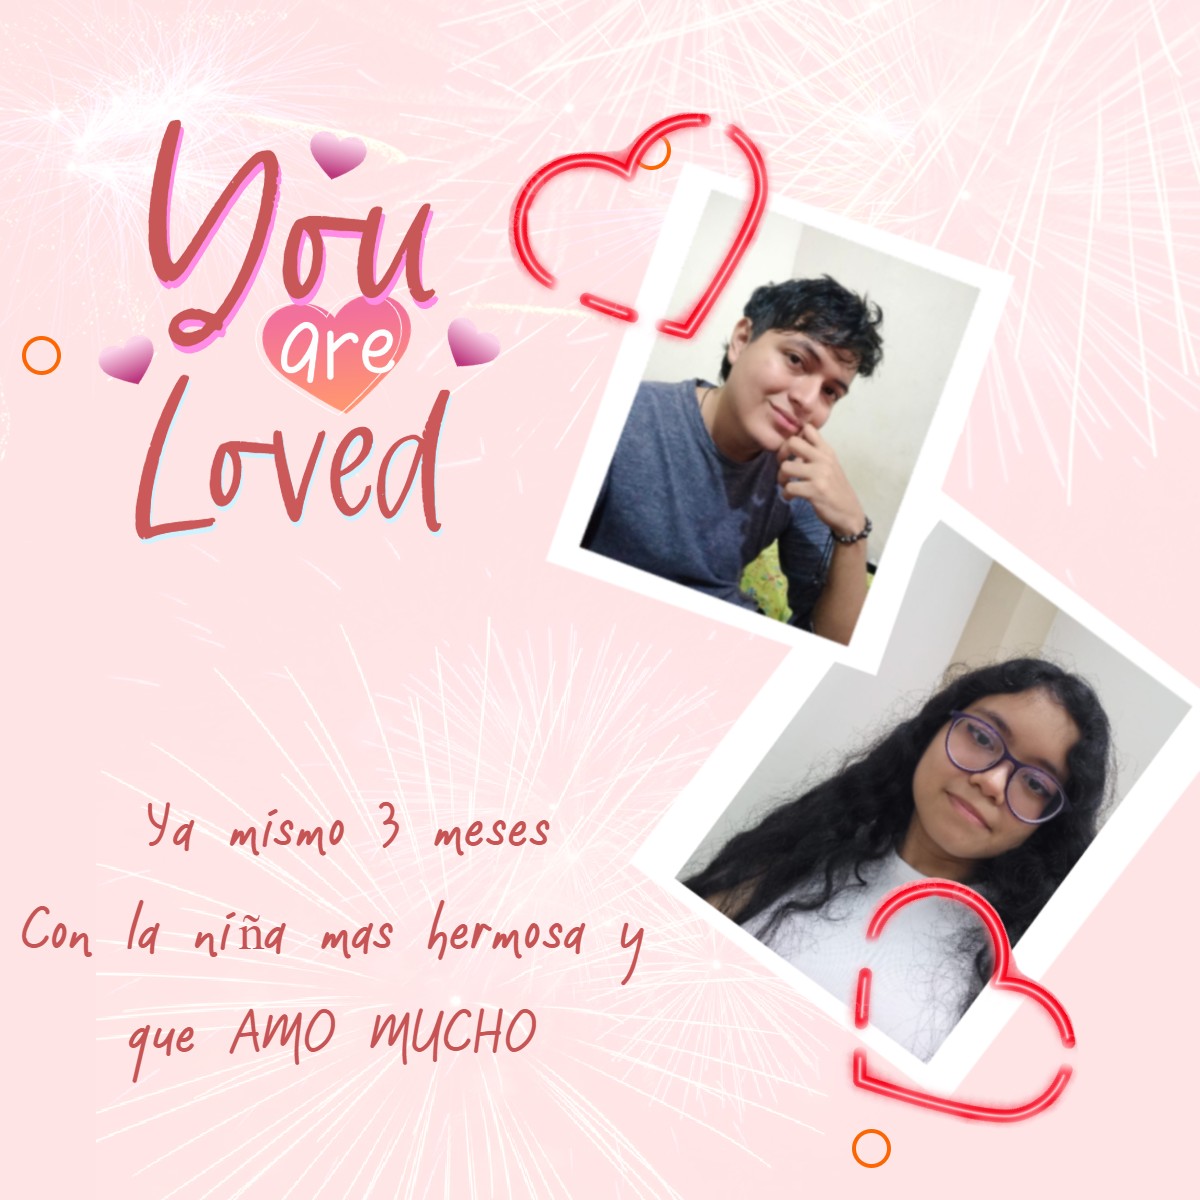 You
are
Loved
Ya mismo 3 meses
Con la niña mas hermosa y
que AMO MUCHO